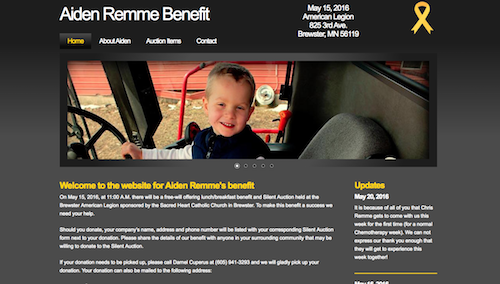 Aiden Remme Benefit
May 15, 2016
American Legion
825 3rd Ave.
Brewster, MN 56119
Home
About Aiden
Auction Items
Contact
Welcome to the website for Aiden Remme's benefit
On May 15, 2016, at 11:00 A.M. there will be a free-will offering lunch/breakfast benefit and Silent Auction held at the
Brewster American Legion sponsored by the Sacred Heart Catholic Church in Brewster. To make this benefit a success we
need your help.
Should you donate, your company's name, address and phone number will be listed with your corresponding Silent Auction
form next to your donation. Please share the details of our benefit with anyone in your surrounding community that may be
willing to donate to the Silent Auction.
If your donation needs to be picked up, please call Darnel Cuperus at (605) 941-3293 and we will gladly pick up your
donation. Your donation can also be mailed to the following address:
Updates
May 20, 2016
It is because of all of you that Chris
Remme gets to come with us this
week for the first time (for a normal
Chemotherapy week). We can not
express our thank you enough that
they will get to experience this
week together!